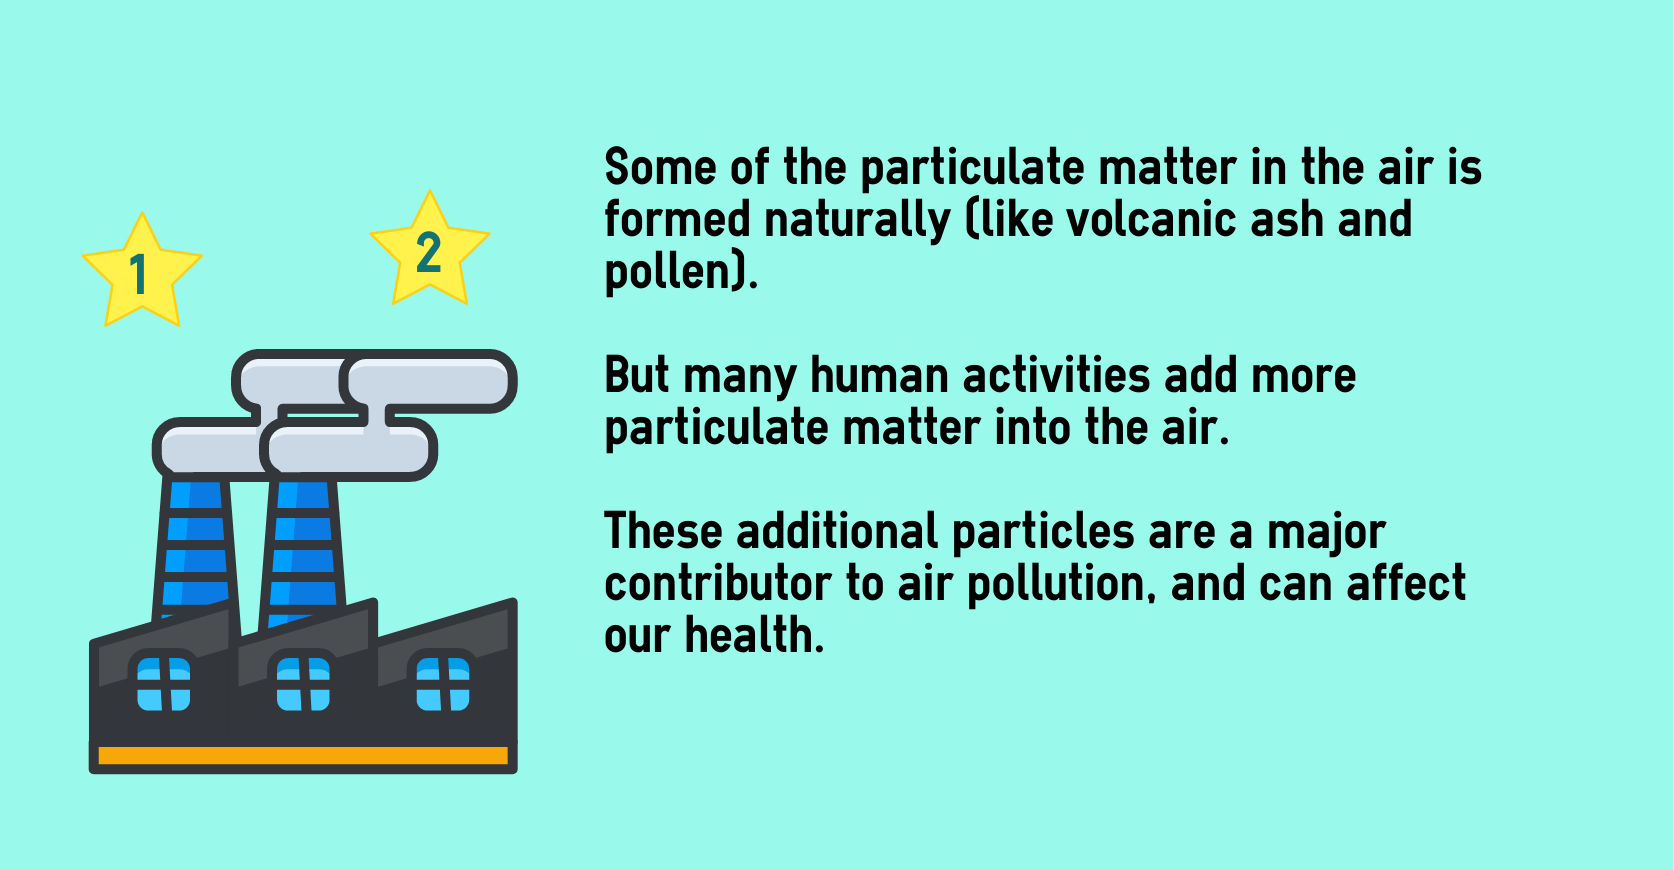 1
2
Some of the particulate matter in the air is
formed naturally (like volcanic ash and
pollen).
But many human activities add more
particulate matter into the air.
These additional particles are a major
contributor to air pollution, and can affect
our health.